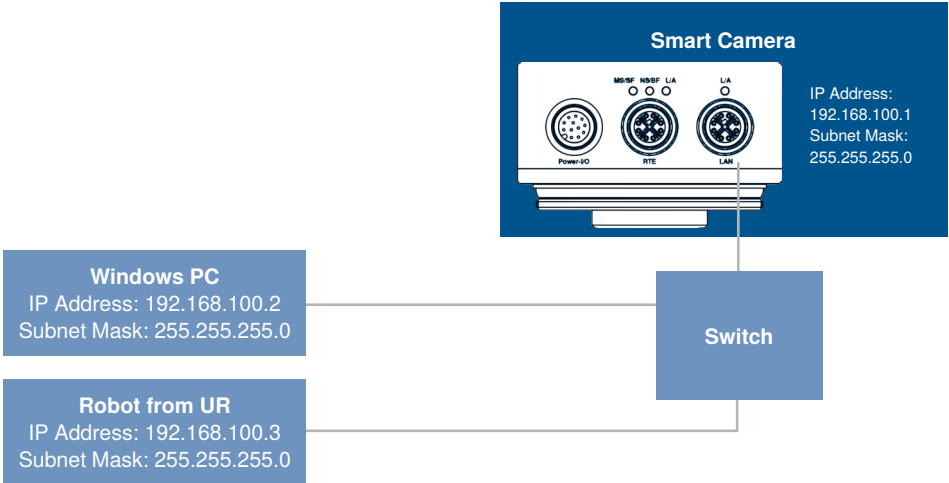 Smart Camera
MS/SF NS/BF L/A
L/A
Power-I/O
RTE
LAN
IP Address:
192.168.100.1
Subnet Mask:
255.255.255.0
Windows PC
IP Address: 192.168.100.2
Subnet Mask: 255.255.255.0
Switch
Robot from UR
IP Address: 192.168.100.3
Subnet Mask: 255.255.255.0